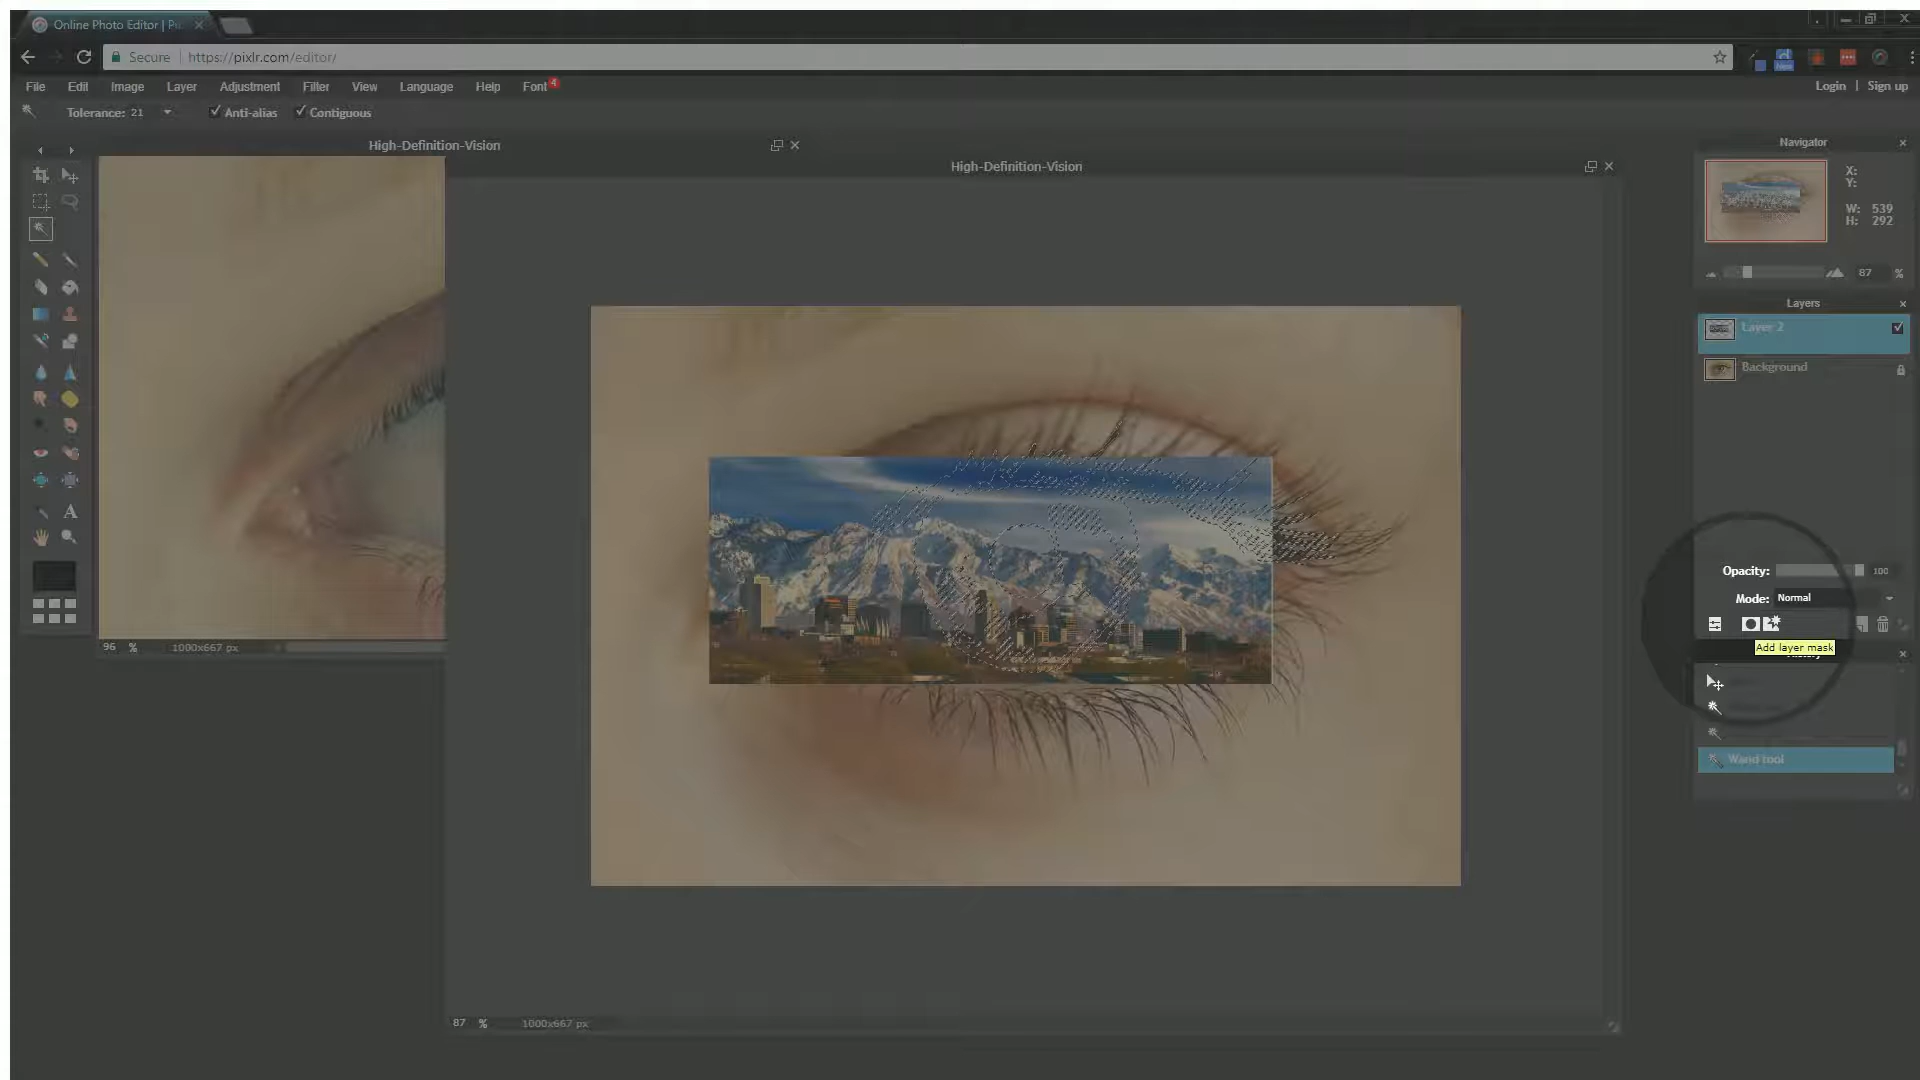 Online Photo Editor | Pi
Secure https://pixlr.com/editor/
File Edit Image Layer Adjustment Filter View Language Help Font 4
Login | Sign up
Tolerance: 21 Anti-alias Contiguous
High-Definition-Vision
High-Definition-Vision
Navigator
X:
Y:
W: 539
H: 292
87 %
Layers
Layer 2
Background
Opacity: 100
Mode: Normal
Add layer mask
A
96 % 1000x667 px
Wand tool
87 % 1000x667 px